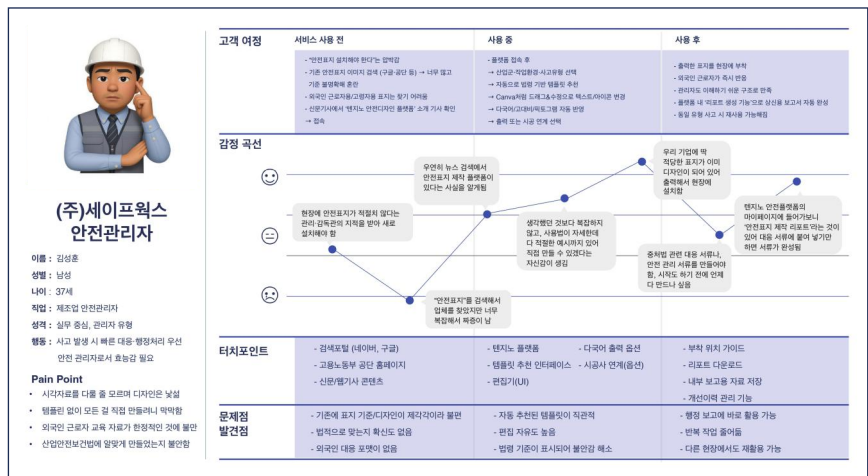 (주)세이프웍스
안전관리자
이름 : 김성훈
성별 : 남성
나이 : 37세
직업 : 제조업 안전관리자
성격 : 실무 중심, 관리자 유형
행동 : 사고 발생 시 빠른 대응·행정처리 우선
안전 관리자로서 효능감 필요
Pain Point
• 시각자료를 다룰 줄 모르며 디자인은 낯섦
• 템플린 없이 모든 걸 직접 만들려니 막막함
• 외국인 근로자 교육 자료가 한정적인 것에 불만
• 산업안전보건법에 알맞게 만들었는지 불안함
고객 여정
서비스 사용 전
- "안전표지 설치해야 한다"는 압박감
- 기존 안전표지 이미지 검색 (구글·공단 등) → 너무 많고
기준 불명확해 혼란
- 외국인 근로자용/고령자용 표지는 찾기 어려움
- 신문기사에서 '텐지노 안전디자인 플랫폼' 소개 기사 확인
→ 접속
사용 중
- 플랫폼 접속 후
→ 산업군·작업환경·사고유형 선택
→ 자동으로 법령 기반 템플릿 추천
→ Canva처럼 드래그&수정으로 텍스트/아이콘 변경
→ 다국어/고대비/픽토그램 자동 반영
→ 출력 또는 시공 연계 선택
사용 후
- 출력한 표지를 현장에 부착
- 외국인 근로자가 즉시 반응
- 관리자도 이해하기 쉬운 구조로 만족
- 플랫폼 내 '리포트 생성 기능'으로 상신용 보고서 자동 완성
- 동일 유형 사고 시 재사용 가능해짐
감정 곡선
현장에 안전표지가 적절치 않다는
관리·감독관의 지적을 받아 새로
설치해야 함
"안전표지"를 검색해서
업체를 찾았지만 너무
복잡해서 짜증이 남
우연히 뉴스 검색에서
안전표지 제작 플랫폼이
있다는 사실을 알게됨
생각했던 것보다 복잡하지
않고, 사용법이 자세한데
다 적절한 예시까지 있어
직접 만들 수 있겠다는
자신감이 생김
우리 기업에 딱
적당한 표지가 이미
디자인이 되어 있어
출력해서 현장에
설치함
중처법 관련 대응 서류나,
안전 관리 서류를 만들어야
함, 시작도 하기 전에 언제
다 만드나 싶음
텐지노 안전플랫폼의
마이페이지에 들어가보니
'안전표지 제작 리포트'라는 것이
있어 대응 서류에 붙여 넣기만
하면 서류가 완성됨
터치포인트
- 검색포털 (네이버, 구글)
- 고용노동부 공단 홈페이지
- 신문/웹기사 콘텐츠
- 텐지노 플랫폼
- 템플릿 추천 인터페이스
- 편집기(UI)
- 다국어 출력 옵션
- 시공사 연계(옵션)
- 부착 위치 가이드
- 리포트 다운로드
- 내부 보고용 자료 저장
- 개선이력 관리 기능
문제점
발견점
- 기존에 표지 기준/디자인이 제각각이라 불편
- 법적으로 맞는지 확신도 없음
- 외국인 대응 포맷이 없음
- 자동 추천된 템플릿이 직관적
- 편집 자유도 높음
- 법령 기준이 표시되어 불안감 해소
- 행정 보고에 바로 활용 가능
- 반복 작업 줄어듦
- 다른 현장에서도 재활용 가능